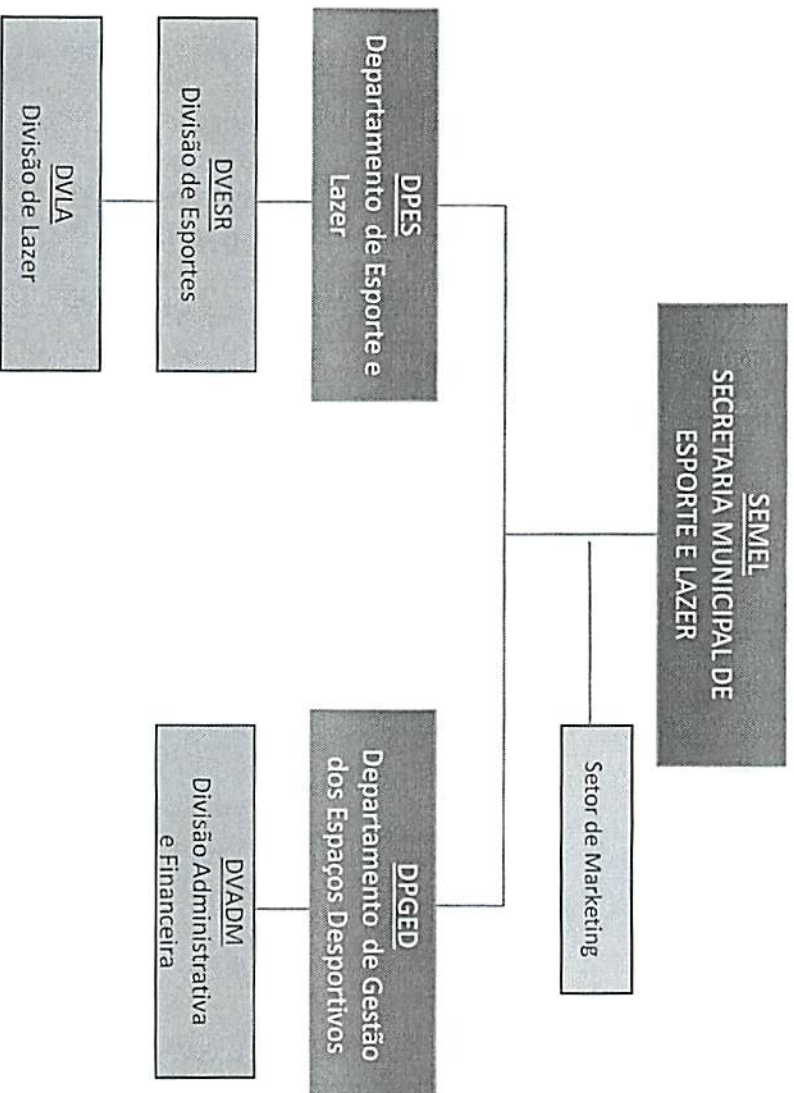 SEMEL
SECRETARIA MUNICIPAL DE
ESPORTE E LAZER
Setor de Marketing
DPES
Departamento de Esporte e
Lazer
DVESR
Divisão de Esportes
DVLA
Divisão de Lazer
DPGED
Departamento de Gestão
dos Espaços Desportivos
DVADM
Divisão Administrativa
e Financeira